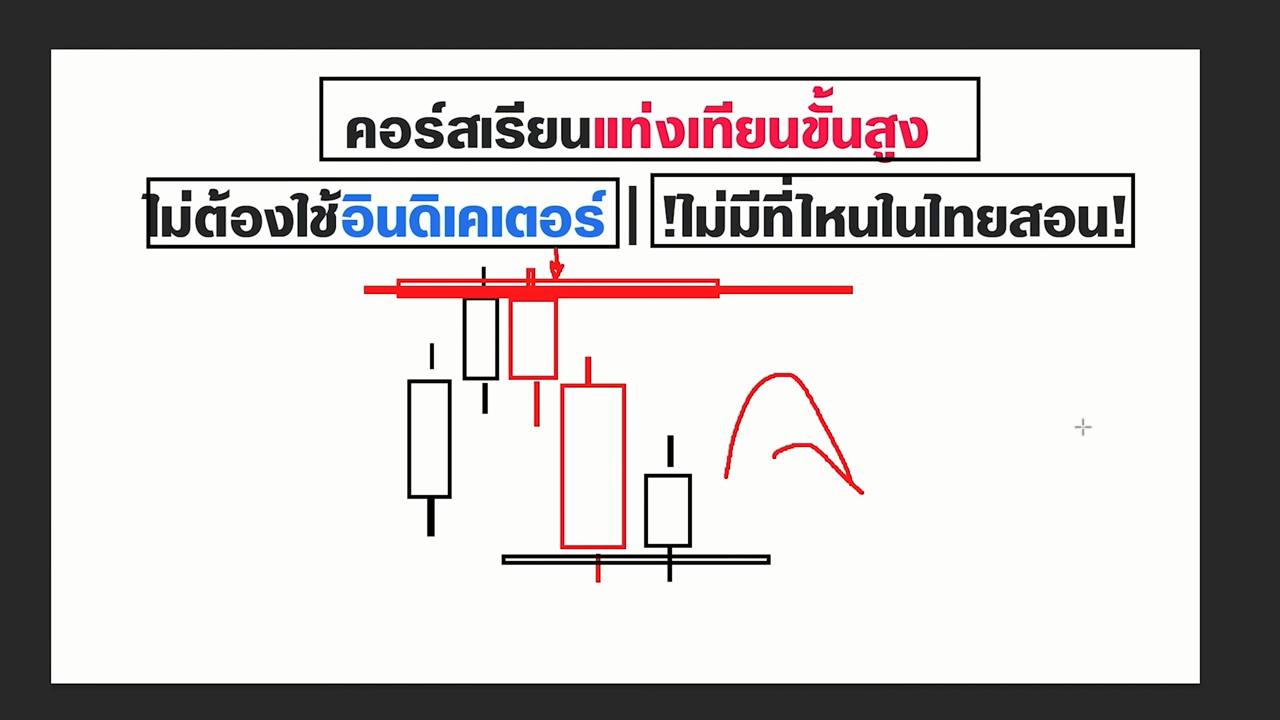 คอร์สเรียนแท่งเทียนขั้นสูง
ไม่ต้องใช้อินดิเคเตอร์ | !ไม่มีที่ไหนในไทยสอน!